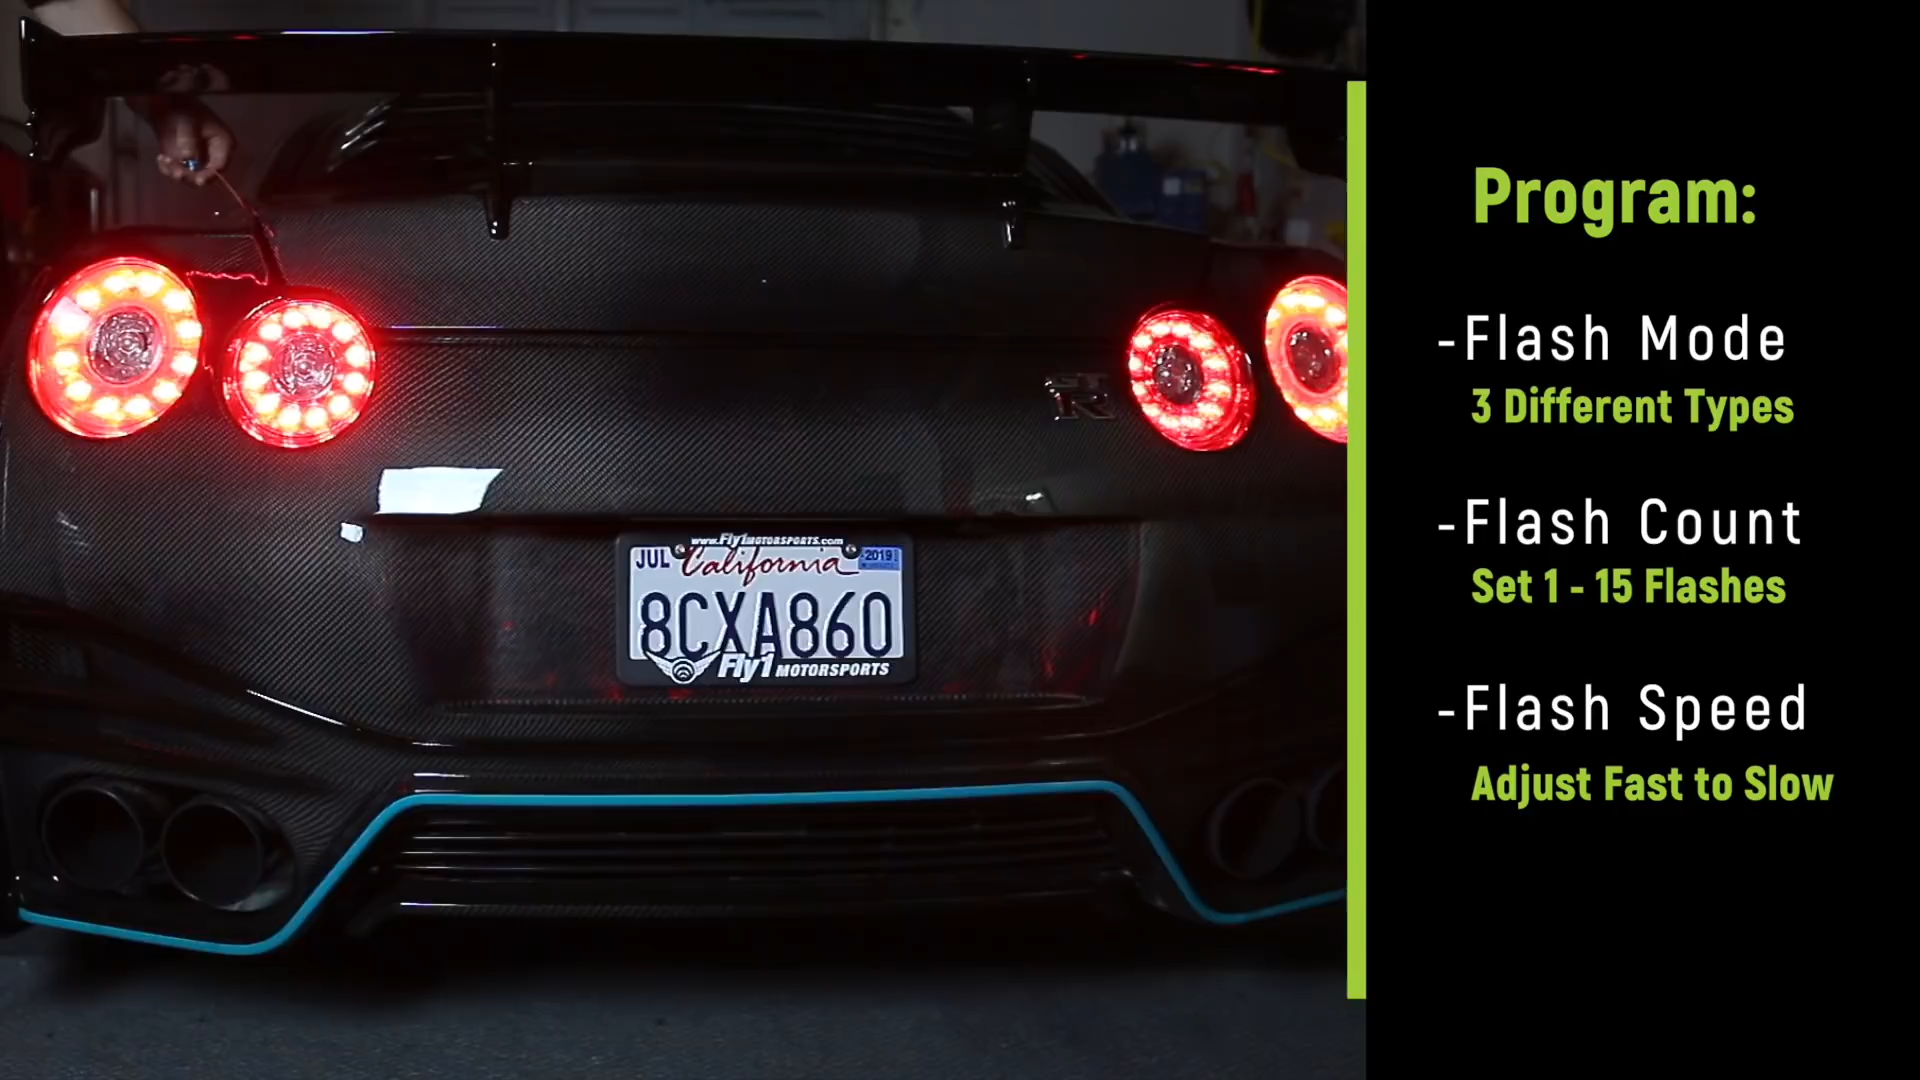 Program:
-Flash Mode
3 Different Types
-Flash Count
Set 1 - 15 Flashes
-Flash Speed
Adjust Fast to Slow
GT
R
www.Fly1MOTORSPORTS.com
JUL California 2019
8CXA860
Fly1 MOTORSPORTS